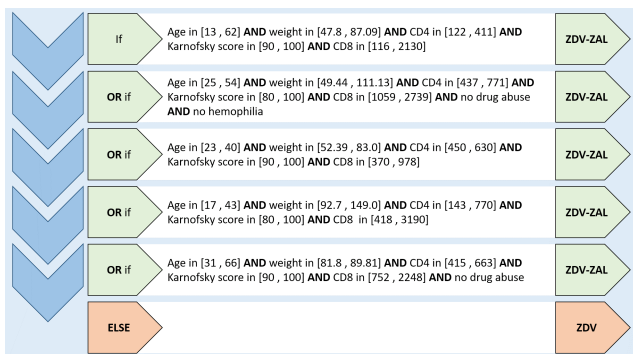 If
Age in [13 , 62] AND weight in [47.8 , 87.09] AND CD4 in [122 , 411] AND
Karnofsky score in [90 , 100] AND CD8 in [116 , 2130]
ZDV-ZAL
OR if
Age in [25 , 54] AND weight in [49.44 , 111.13] AND CD4 in [437 , 771] AND
Karnofsky score in [80 , 100] AND CD8 in [1059 , 2739] AND no drug abuse
AND no hemophilia
ZDV-ZAL
OR if
Age in [23 , 40] AND weight in [52.39 , 83.0] AND CD4 in [450 , 630] AND
Karnofsky score in [90 , 100] AND CD8 in [370 , 978]
ZDV-ZAL
OR if
Age in [17 , 43] AND weight in [92.7 , 149.0] AND CD4 in [143 , 770] AND
Karnofsky score in [80 , 100] AND CD8 in [418 , 3190]
ZDV-ZAL
OR if
Age in [31 , 66] AND weight in [81.8 , 89.81] AND CD4 in [415 , 663] AND
Karnofsky score in [90 , 100] AND CD8 in [752 , 2248] AND no drug abuse
ZDV-ZAL
ELSE
ZDV